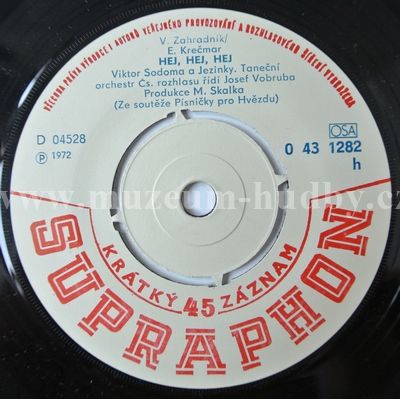 VŠECHNA PRÁVA VÝROBCE I AUTORŮ VEŘEJNÉHO PROVOZOVÁNÍ A ROZHLASOVÉHO ŠÍŘENÍ VYHRAZENA
V. Zahradník/
E. Krečmar
HEJ, HEJ, HEJ
Viktor Sodoma a Jezinky. Taneční
orchestr Čs. rozhlasu řídí Josef Vobruba
Produkce M. Skalka
(Ze soutěže Písničky pro Hvězdu)
D 04528
Ⓟ 1972
OSA
0 43 1282
h
www.muzeum-hudby.cz
KRÁTKÝ 45 ZÁZNAM
SUPRAPHON